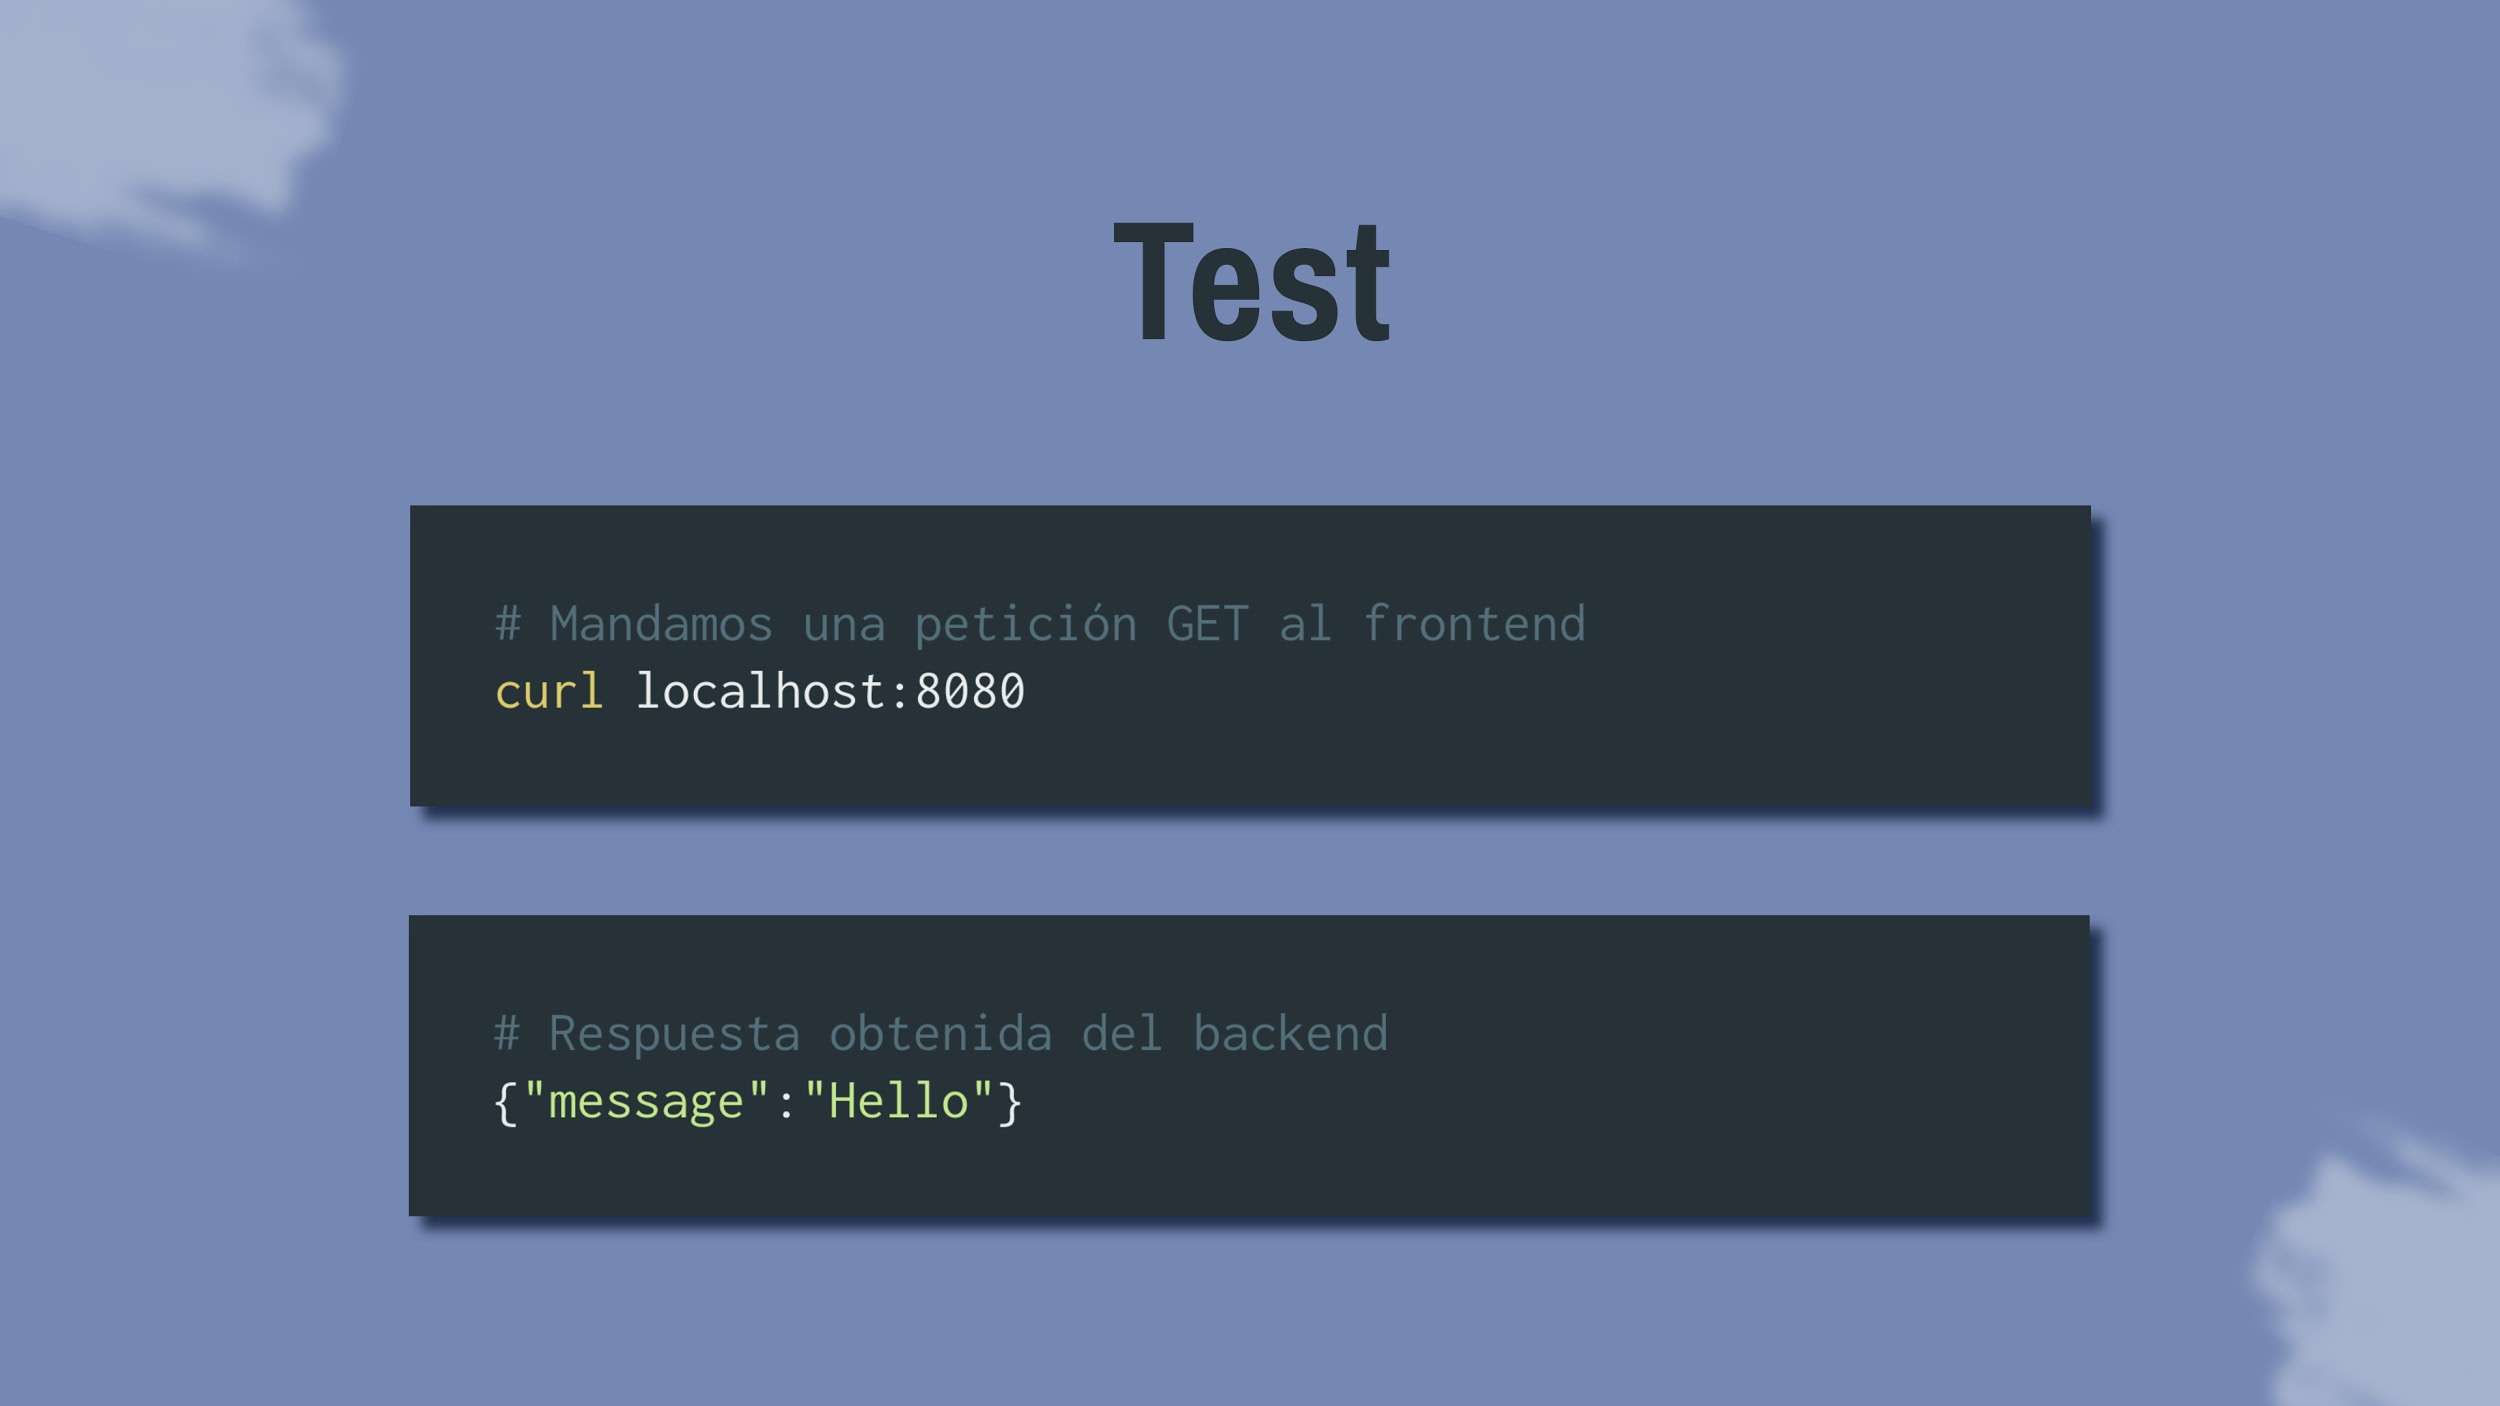 Test
# Mandamos una petición GET al frontend
curl localhost:8080
# Respuesta obtenida del backend
{"message":"Hello"}